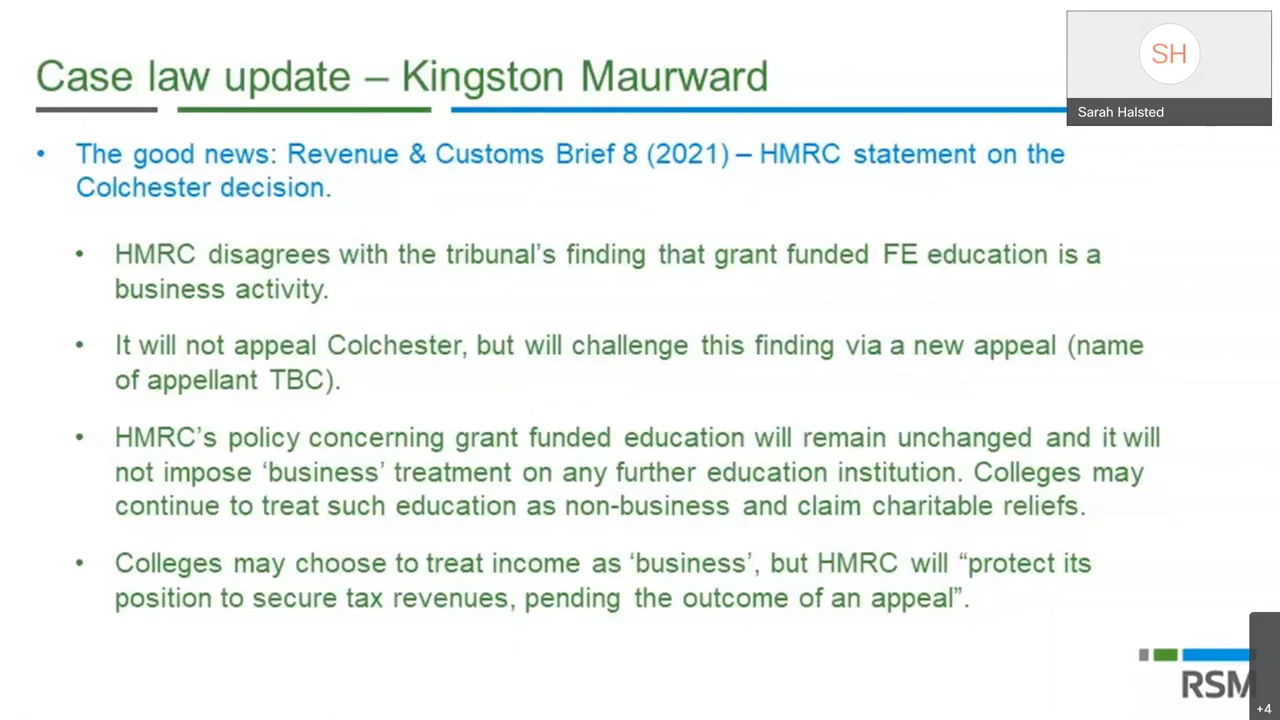 Case law update – Kingston Maurward
SH
Sarah Halsted
• The good news: Revenue & Customs Brief 8 (2021) – HMRC statement on the
Colchester decision.
• HMRC disagrees with the tribunal's finding that grant funded FE education is a
business activity.
• It will not appeal Colchester, but will challenge this finding via a new appeal (name
of appellant TBC).
• HMRC's policy concerning grant funded education will remain unchanged and it will
not impose ‘business’ treatment on any further education institution. Colleges may
continue to treat such education as non-business and claim charitable reliefs.
• Colleges may choose to treat income as ‘business’, but HMRC will “protect its
position to secure tax revenues, pending the outcome of an appeal”.
RSM
+4